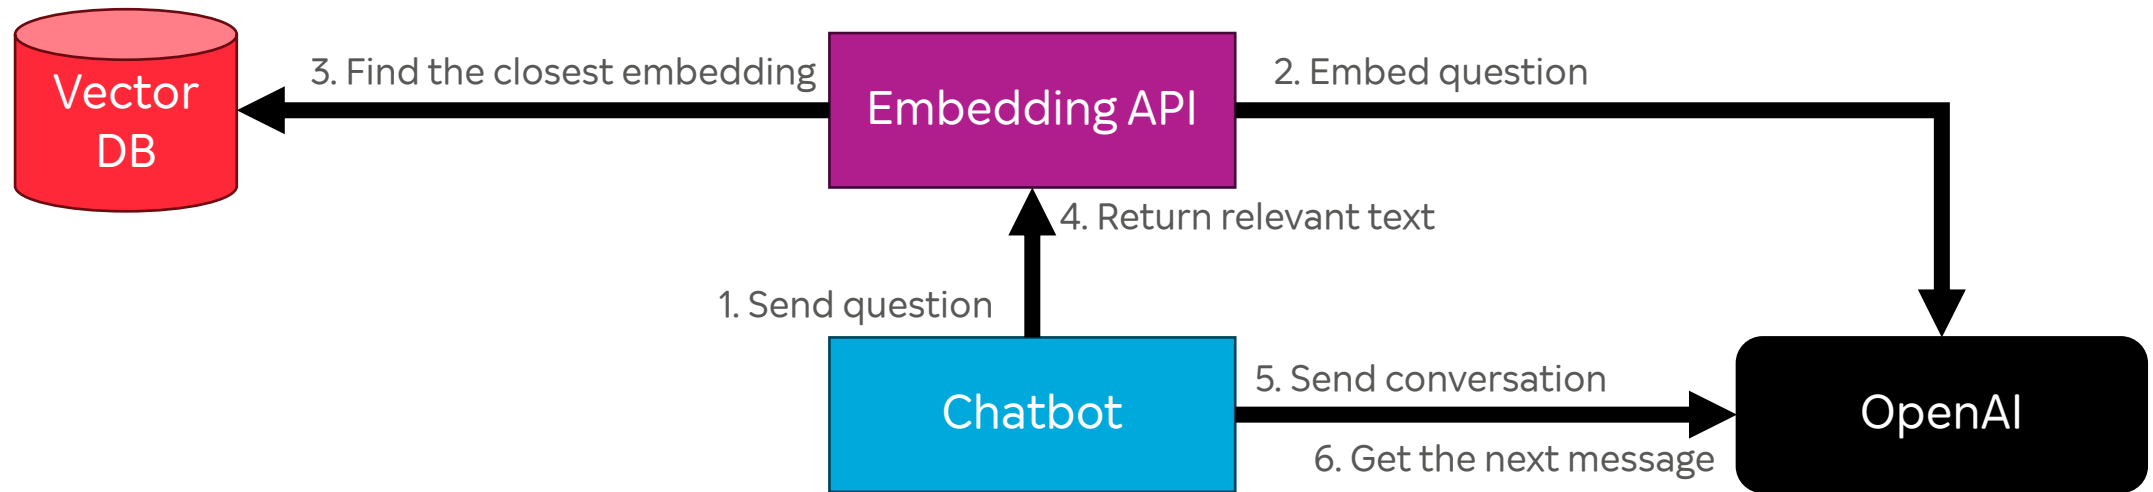 Vector
DB
3. Find the closest embedding
Embedding API
2. Embed question
4. Return relevant text
1. Send question
Chatbot
5. Send conversation
6. Get the next message
OpenAI